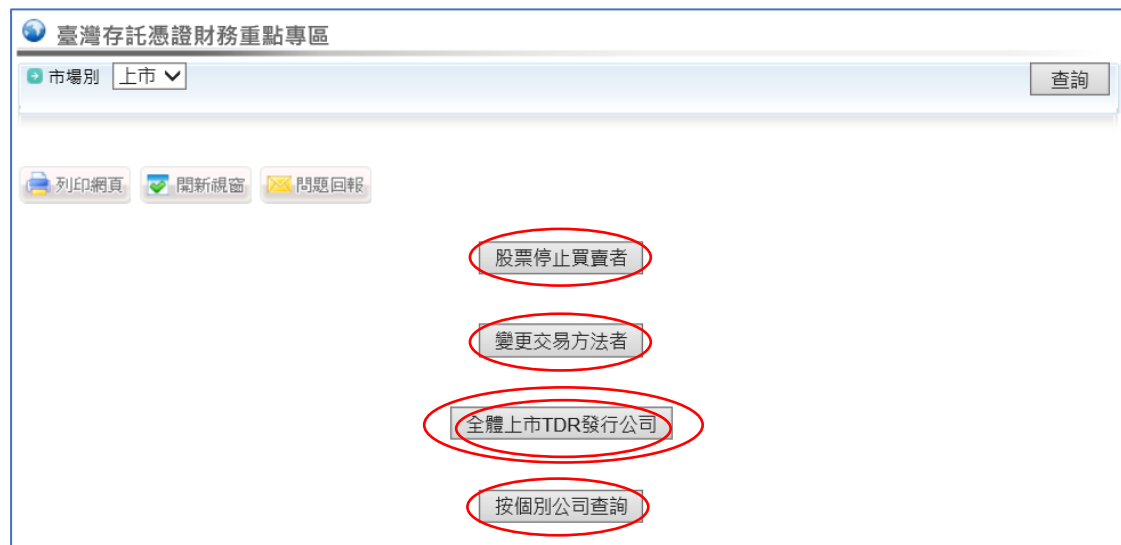 臺灣存託憑證財務重點專區
市場別 上市 查詢
列印網頁 開新視窗 問題回報
股票停止買賣者
變更交易方法者
全體上市TDR發行公司
按個別公司查詢